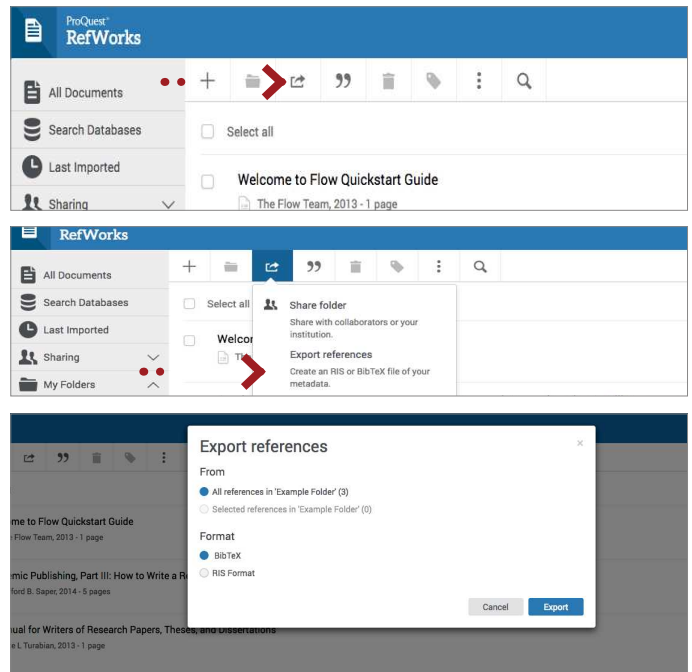 ProQuest®
RefWorks
All Documents
Search Databases
Last Imported
Sharing
Select all
Welcome to Flow Quickstart Guide
The Flow Team, 2013 - 1 page
RefWorks
All Documents
Search Databases
Last Imported
Sharing
My Folders
Select all
Welcor
Share folder
Share with collaborators or your
institution.
Export references
Create an RIS or BibTeX file of your
metadata.
Export references
From
All references in 'Example Folder' (3)
Selected references in 'Example Folder' (0)
Format
BibTeX
RIS Format
Cancel
Export
me to Flow Quickstart Guide
Flow Team, 2013 - 1 page
mic Publishing, Part III: How to Write a R
ford B. Saper, 2014 - 5 pages
ual for Writers of Research Papers, Theses, and Dissertations
e L Turabian, 2013 - 1 page